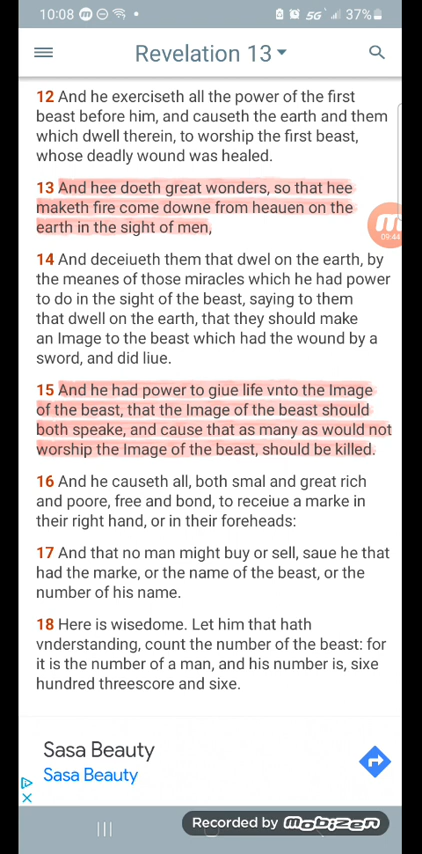 10:08
5G
37%
Revelation 13
12 And he exerciseth all the power of the first
beast before him, and causeth the earth and them
which dwell therein, to worship the first beast,
whose deadly wound was healed.
13 And hee doeth great wonders, so that hee
maketh fire come downe from heauen on the
earth in the sight of men,
09:44
14 And deceiueth them that dwel on the earth, by
the meanes of those miracles which he had power
to do in the sight of the beast, saying to them
that dwell on the earth, that they should make
an Image to the beast which had the wound by a
sword, and did liue.
15 And he had power to giue life vnto the Image
of the beast, that the Image of the beast should
both speake, and cause that as many as would not
worship the Image of the beast, should be killed.
16 And he causeth all, both smal and great rich
and poore, free and bond, to receiue a marke in
their right hand, or in their foreheads:
17 And that no man might buy or sell, saue he that
had the marke, or the name of the beast, or the
number of his name.
18 Here is wisedome. Let him that hath
vnderstanding, count the number of the beast: for
it is the number of a man, and his number is, sixe
hundred threescore and sixe.
Sasa Beauty
Sasa Beauty
Recorded by mobizen